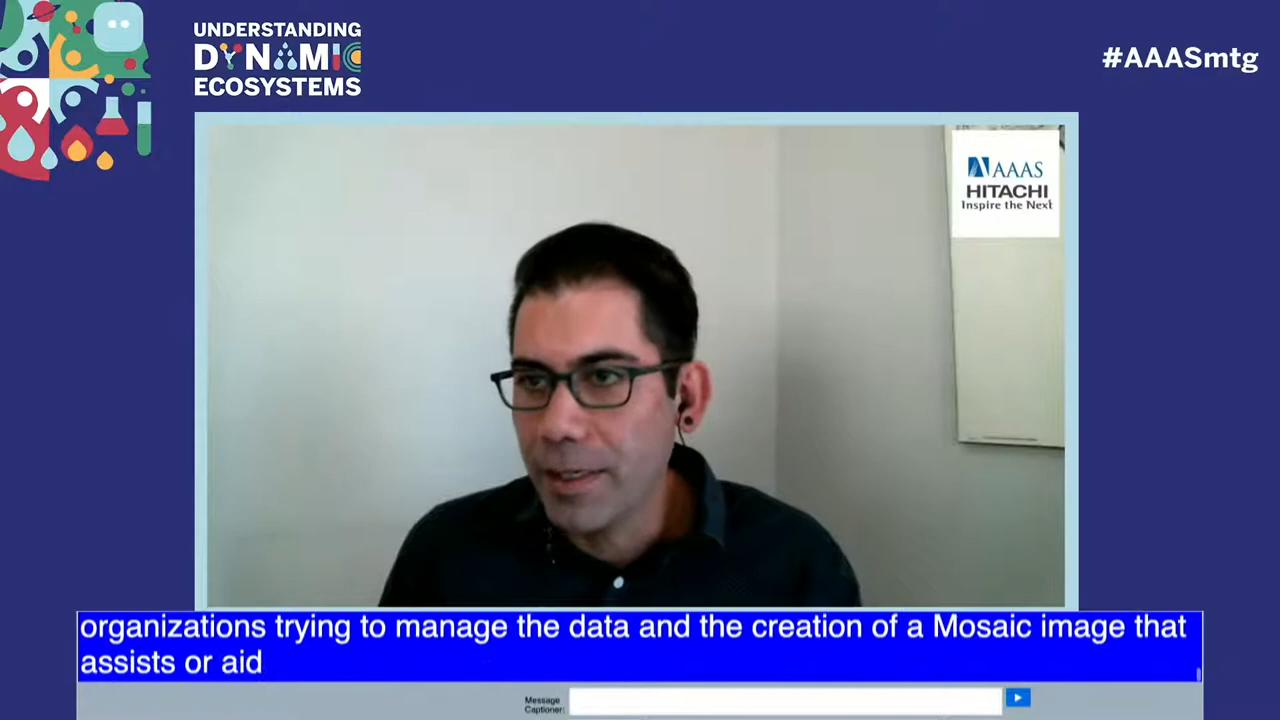 UNDERSTANDING
DYNAMIC
ECOSYSTEMS
#AAASmtg
AAAS
HITACHI
Inspire the Next
organizations trying to manage the data and the creation of a Mosaic image that
assists or aid
Message
Captioner: